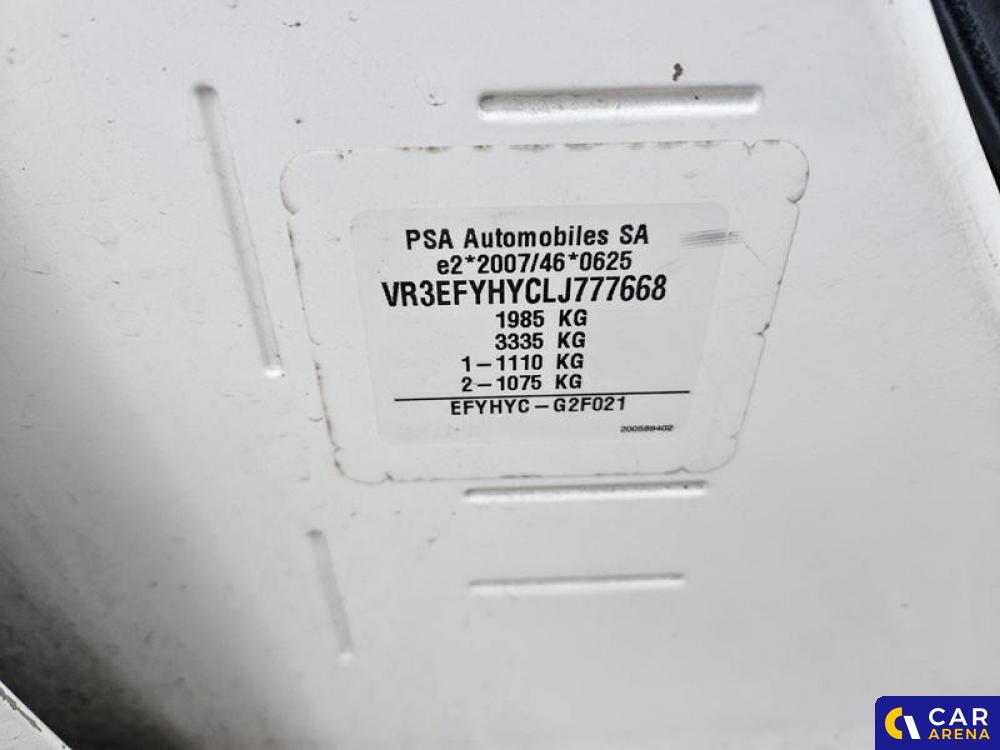 PSA Automobiles SA
e2*2007/46*0625
VR3EFYHYCLJ777668
1985 KG
3335 KG
1-1110 KG
2-1075 KG
EFYHYC-G2F021
200589402
CAR
ARENA